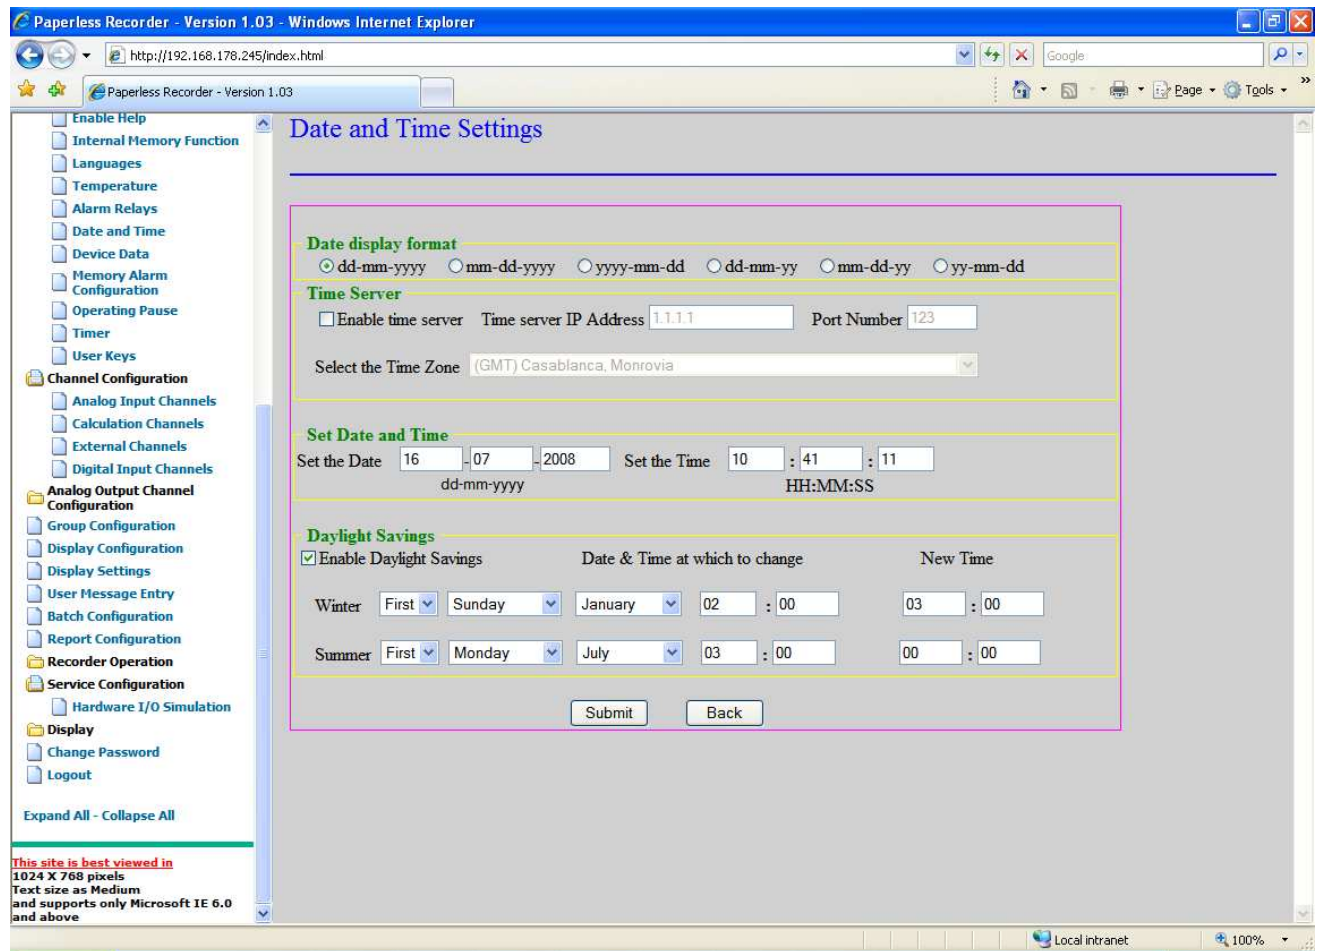 Paperless Recorder - Version 1.03 - Windows Internet Explorer
http://192.168.178.245/index.html
Google
Paperless Recorder - Version 1.03
Page
Tools
»
Enable Help
Internal Memory Function
Languages
Temperature
Alarm Relays
Date and Time
Device Data
Memory Alarm
Configuration
Operating Pause
Timer
User Keys
Channel Configuration
Analog Input Channels
Calculation Channels
External Channels
Digital Input Channels
Analog Output Channel
Configuration
Group Configuration
Display Configuration
Display Settings
User Message Entry
Batch Configuration
Report Configuration
Recorder Operation
Service Configuration
Hardware I/O Simulation
Display
Change Password
Logout
Expand All - Collapse All
This site is best viewed in
1024 X 768 pixels
Text size as Medium
and supports only Microsoft IE 6.0
and above
Date and Time Settings
Date display format
dd-mm-yyyy mm-dd-yyyy yyyy-mm-dd dd-mm-yy mm-dd-yy yy-mm-dd
Time Server
Enable time server Time server IP Address 1.1.1.1 Port Number 123
Select the Time Zone (GMT) Casablanca, Monrovia
Set Date and Time
Set the Date 16 - 07 - 2008 Set the Time 10 : 41 : 11
dd-mm-yyyy HH:MM:SS
Daylight Savings
Enable Daylight Savings Date & Time at which to change New Time
Winter First Sunday January 02 : 00 03 : 00
Summer First Monday July 03 : 00 00 : 00
Submit Back
Local intranet 100%